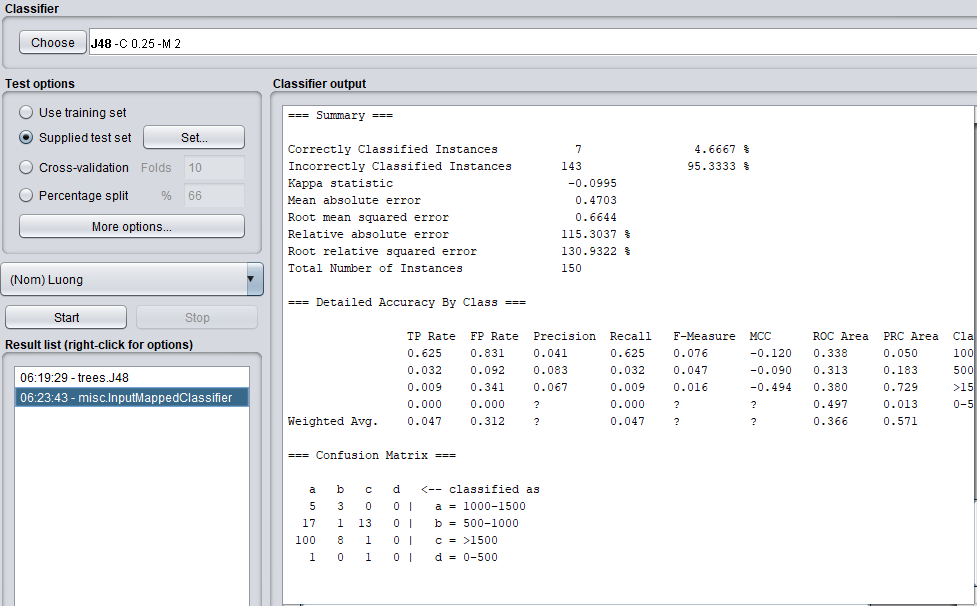 Classifier
Choose J48 -C 0.25 -M 2
Test options
Use training set
Supplied test set Set...
Cross-validation Folds 10
Percentage split % 66
More options...
(Nom) Luong
Start Stop
Result list (right-click for options)
06:19:29 - trees.J48
06:23:43 - misc.InputMappedClassifier
Classifier output
=== Summary ===
Correctly Classified Instances 7 4.6667 %
Incorrectly Classified Instances 143 95.3333 %
Kappa statistic -0.0995
Mean absolute error 0.4703
Root mean squared error 0.6644
Relative absolute error 115.3037 %
Root relative squared error 130.9322 %
Total Number of Instances 150
=== Detailed Accuracy By Class ===
TP Rate FP Rate Precision Recall F-Measure MCC ROC Area PRC Area Cla
0.625 0.831 0.041 0.625 0.076 -0.120 0.338 0.050 100
0.032 0.092 0.083 0.032 0.047 -0.090 0.313 0.183 500
0.009 0.341 0.067 0.009 0.016 -0.494 0.380 0.729 >15
0.000 0.000 ? 0.000 ? ? 0.497 0.013 0-5
Weighted Avg. 0.047 0.312 ? 0.047 ? ? 0.366 0.571
=== Confusion Matrix ===
a b c d <-- classified as
5 3 0 0 | a = 1000-1500
17 1 13 0 | b = 500-1000
100 8 1 0 | c = >1500
1 0 1 0 | d = 0-500